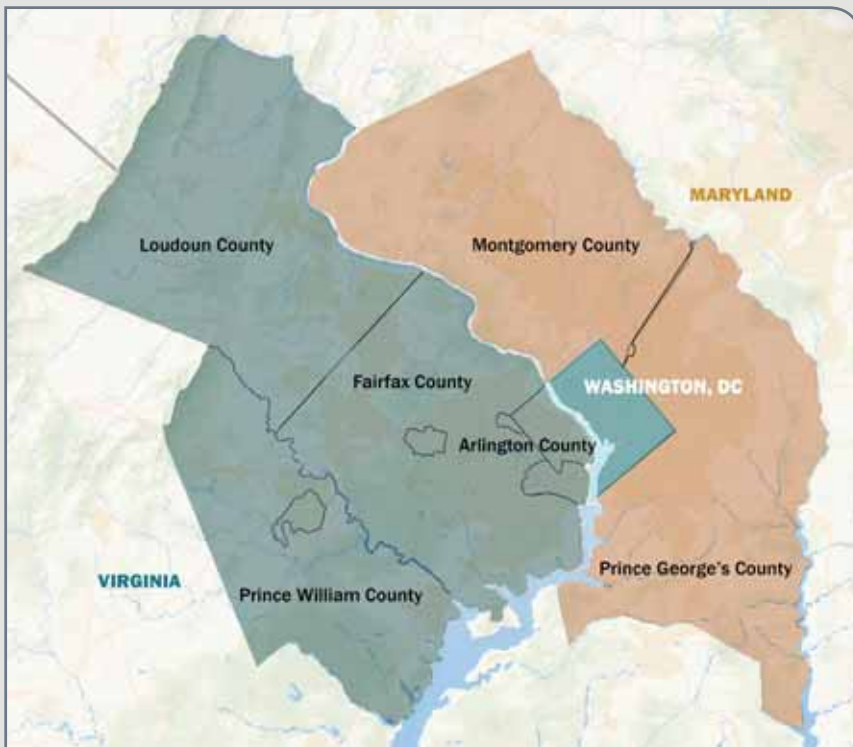 MARYLAND
Loudoun County
Montgomery County
Fairfax County
WASHINGTON, DC
Arlington County
Prince George's County
VIRGINIA
Prince William County